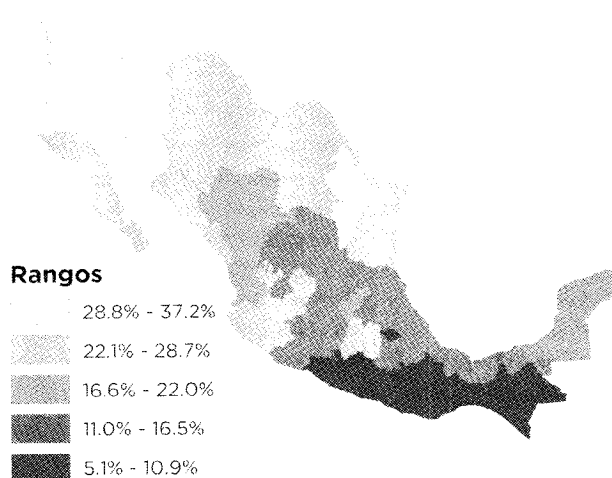 Rangos
28.8% - 37.2%
22.1% - 28.7%
16.6% - 22.0%
11.0% - 16.5%
5.1% - 10.9%